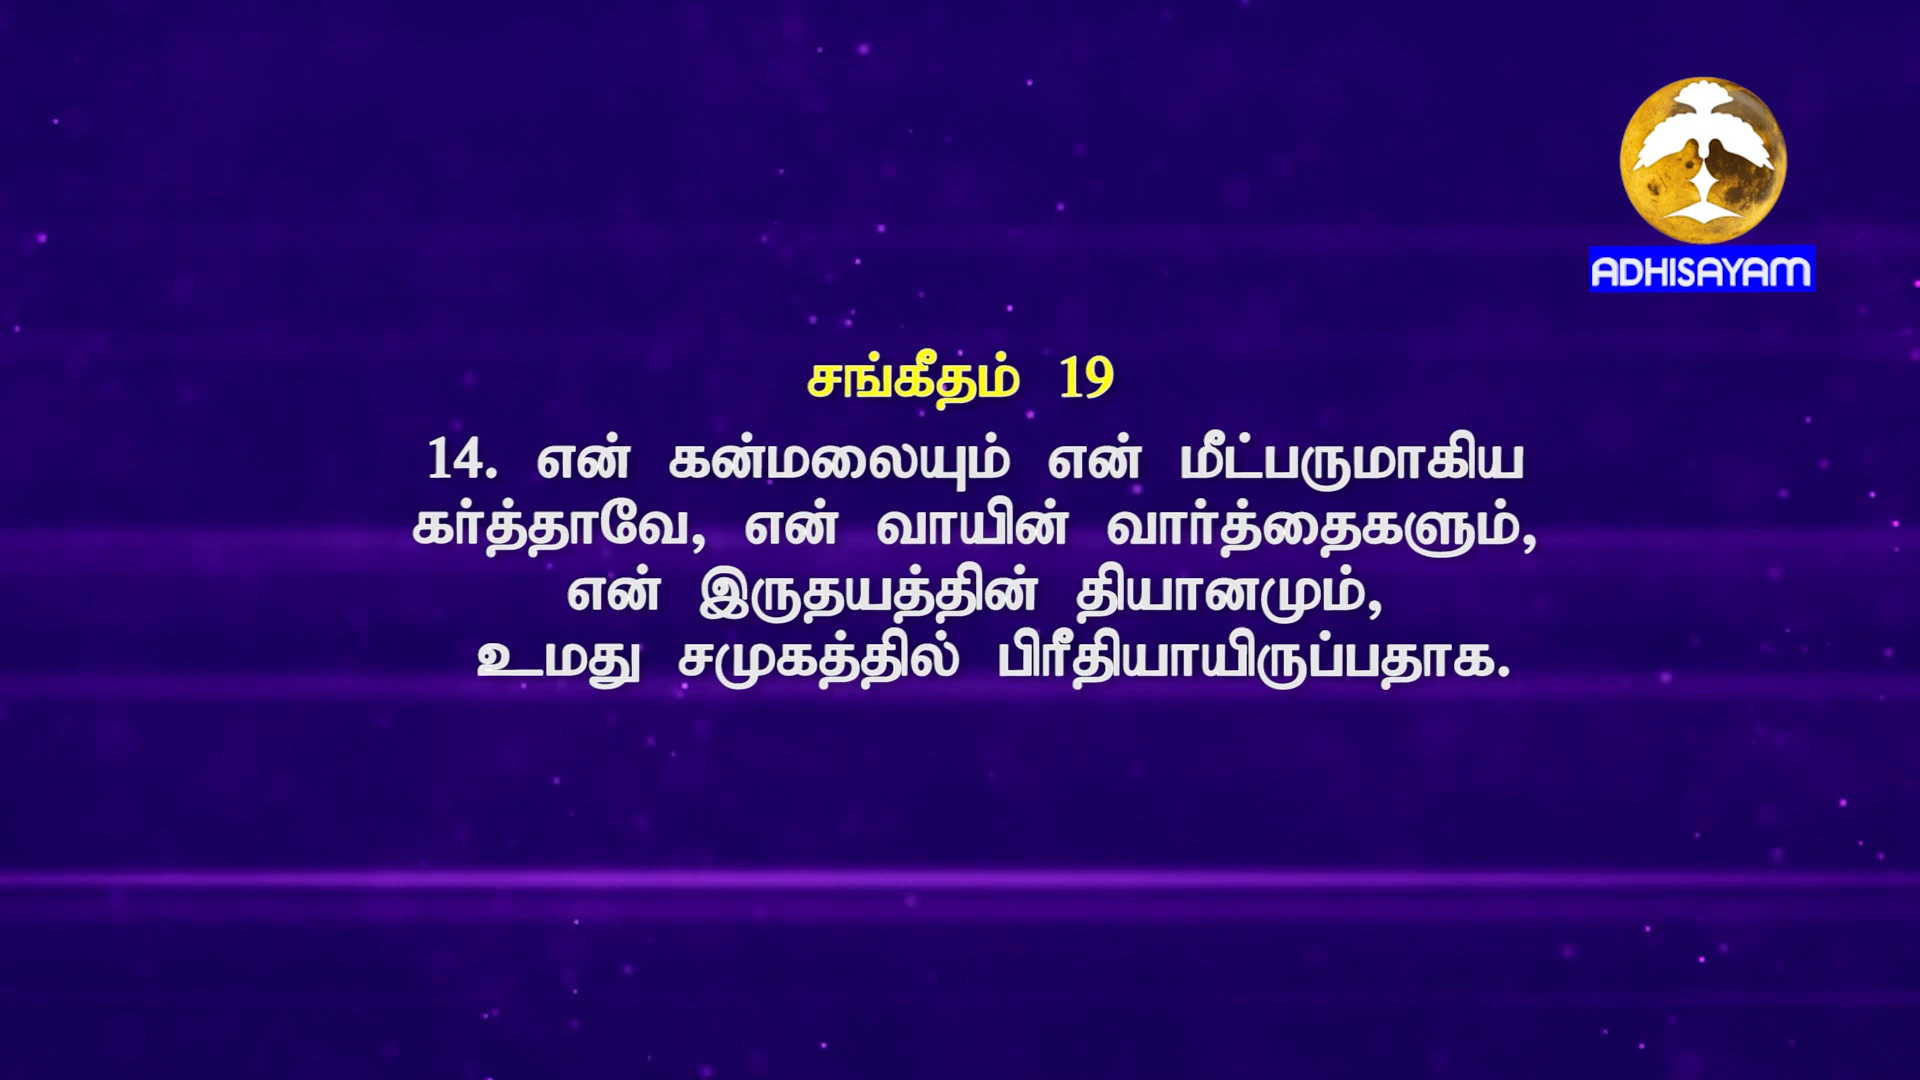 ADHISAYAM
சங்கீதம் 19
14. என் கன்மலையும் என் மீட்பருமாகிய
கர்த்தாவே, என் வாயின் வார்த்தைகளும்,
என் இருதயத்தின் தியானமும்,
உமது சமுகத்தில் பிரீதியாயிருப்பதாக.